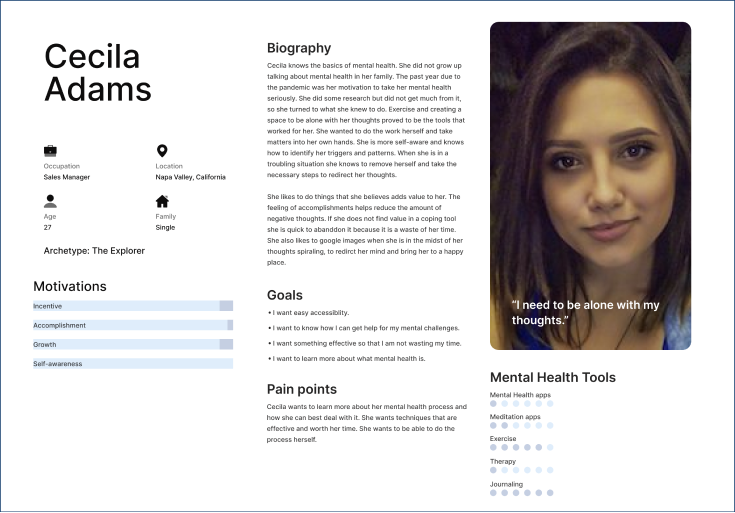 Cecila
Adams
Occupation
Sales Manager
Location
Napa Valley, California
Age
27
Family
Single
Archetype: The Explorer
Motivations
Incentive
Accomplishment
Growth
Self-awareness
Biography
Cecila knows the basics of mental health. She did not grow up
talking about mental health in her family. The past year due to
the pandemic was her motivation to take her mental health
seriously. She did some research but did not get much from it,
so she turned to what she knew to do. Exercise and creating a
space to be alone with her thoughts proved to be the tools that
worked for her. She wanted to do the work herself and take
matters into her own hands. She is more self-aware and knows
how to identify her triggers and patterns. When she is in a
troubling situation she knows to remove herself and take the
necessary steps to redirect her thoughts.
She likes to do things that she believes adds value to her. The
feeling of accomplishments helps reduce the amount of
negative thoughts. If she does not find value in a coping tool
she is quick to abanddon it because it is a waste of her time.
She also likes to google images when she is in the midst of her
thoughts spiraling, to redirct her mind and bring her to a happy
place.
Goals
• I want easy accessiblity.
• I want to know how I can get help for my mental challenges.
• I want something effective so that I am not wasting my time.
• I want to learn more about what mental health is.
Pain points
Cecila wants to learn more about her mental health process and
how she can best deal with it. She wants techniques that are
effective and worth her time. She wants to be able to do the
process herself.
“I need to be alone with my
thoughts.”
Mental Health Tools
Mental Health apps
Meditation apps
Exercise
Therapy
Journaling